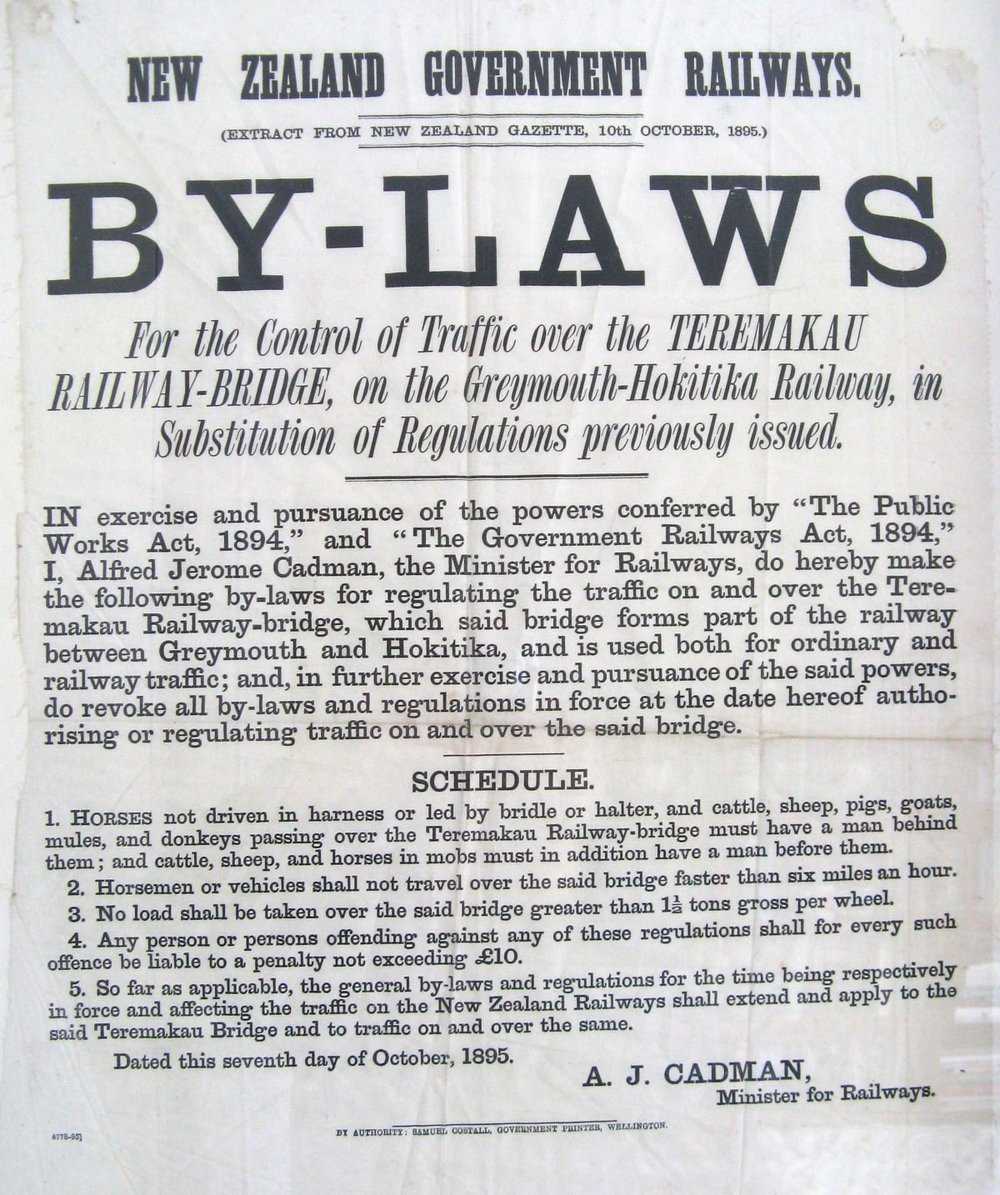 NEW ZEALAND GOVERNMENT RAILWAYS.
(EXTRACT FROM NEW ZEALAND GAZETTE, 10th OCTOBER, 1895.)
BY-LAWS
For the Control of Traffic over the TEREMAKAU
RAILWAY-BRIDGE, on the Greymouth-Hokitika Railway, in
Substitution of Regulations previously issued.
IN exercise and pursuance of the powers conferred by “The Public
Works Act, 1894,” and “The Government Railways Act, 1894,”
I, Alfred Jerome Cadman, the Minister for Railways, do hereby make
the following by-laws for regulating the traffic on and over the Tere-
makau Railway-bridge, which said bridge forms part of the railway
between Greymouth and Hokitika, and is used both for ordinary and
railway traffic; and, in further exercise and pursuance of the said powers,
do revoke all by-laws and regulations in force at the date hereof autho-
rising or regulating traffic on and over the said bridge.
SCHEDULE.
1. HORSES not driven in harness or led by bridle or halter, and cattle, sheep, pigs, goats,
mules, and donkeys passing over the Teremakau Railway-bridge must have a man behind
them; and cattle, sheep, and horses in mobs must in addition have a man before them.
2. Horsemen or vehicles shall not travel over the said bridge faster than six miles an hour.
3. No load shall be taken over the said bridge greater than 1½ tons gross per wheel.
4. Any person or persons offending against any of these regulations shall for every such
offence be liable to a penalty not exceeding £10.
5. So far as applicable, the general by-laws and regulations for the time being respectively
in force and affecting the traffic on the New Zealand Railways shall extend and apply to the
said Teremakau Bridge and to traffic on and over the same.
Dated this seventh day of October, 1895.
A. J. CADMAN,
Minister for Railways.
BY AUTHORITY: SAMUEL COSTALL, GOVERNMENT PRINTER, WELLINGTON.